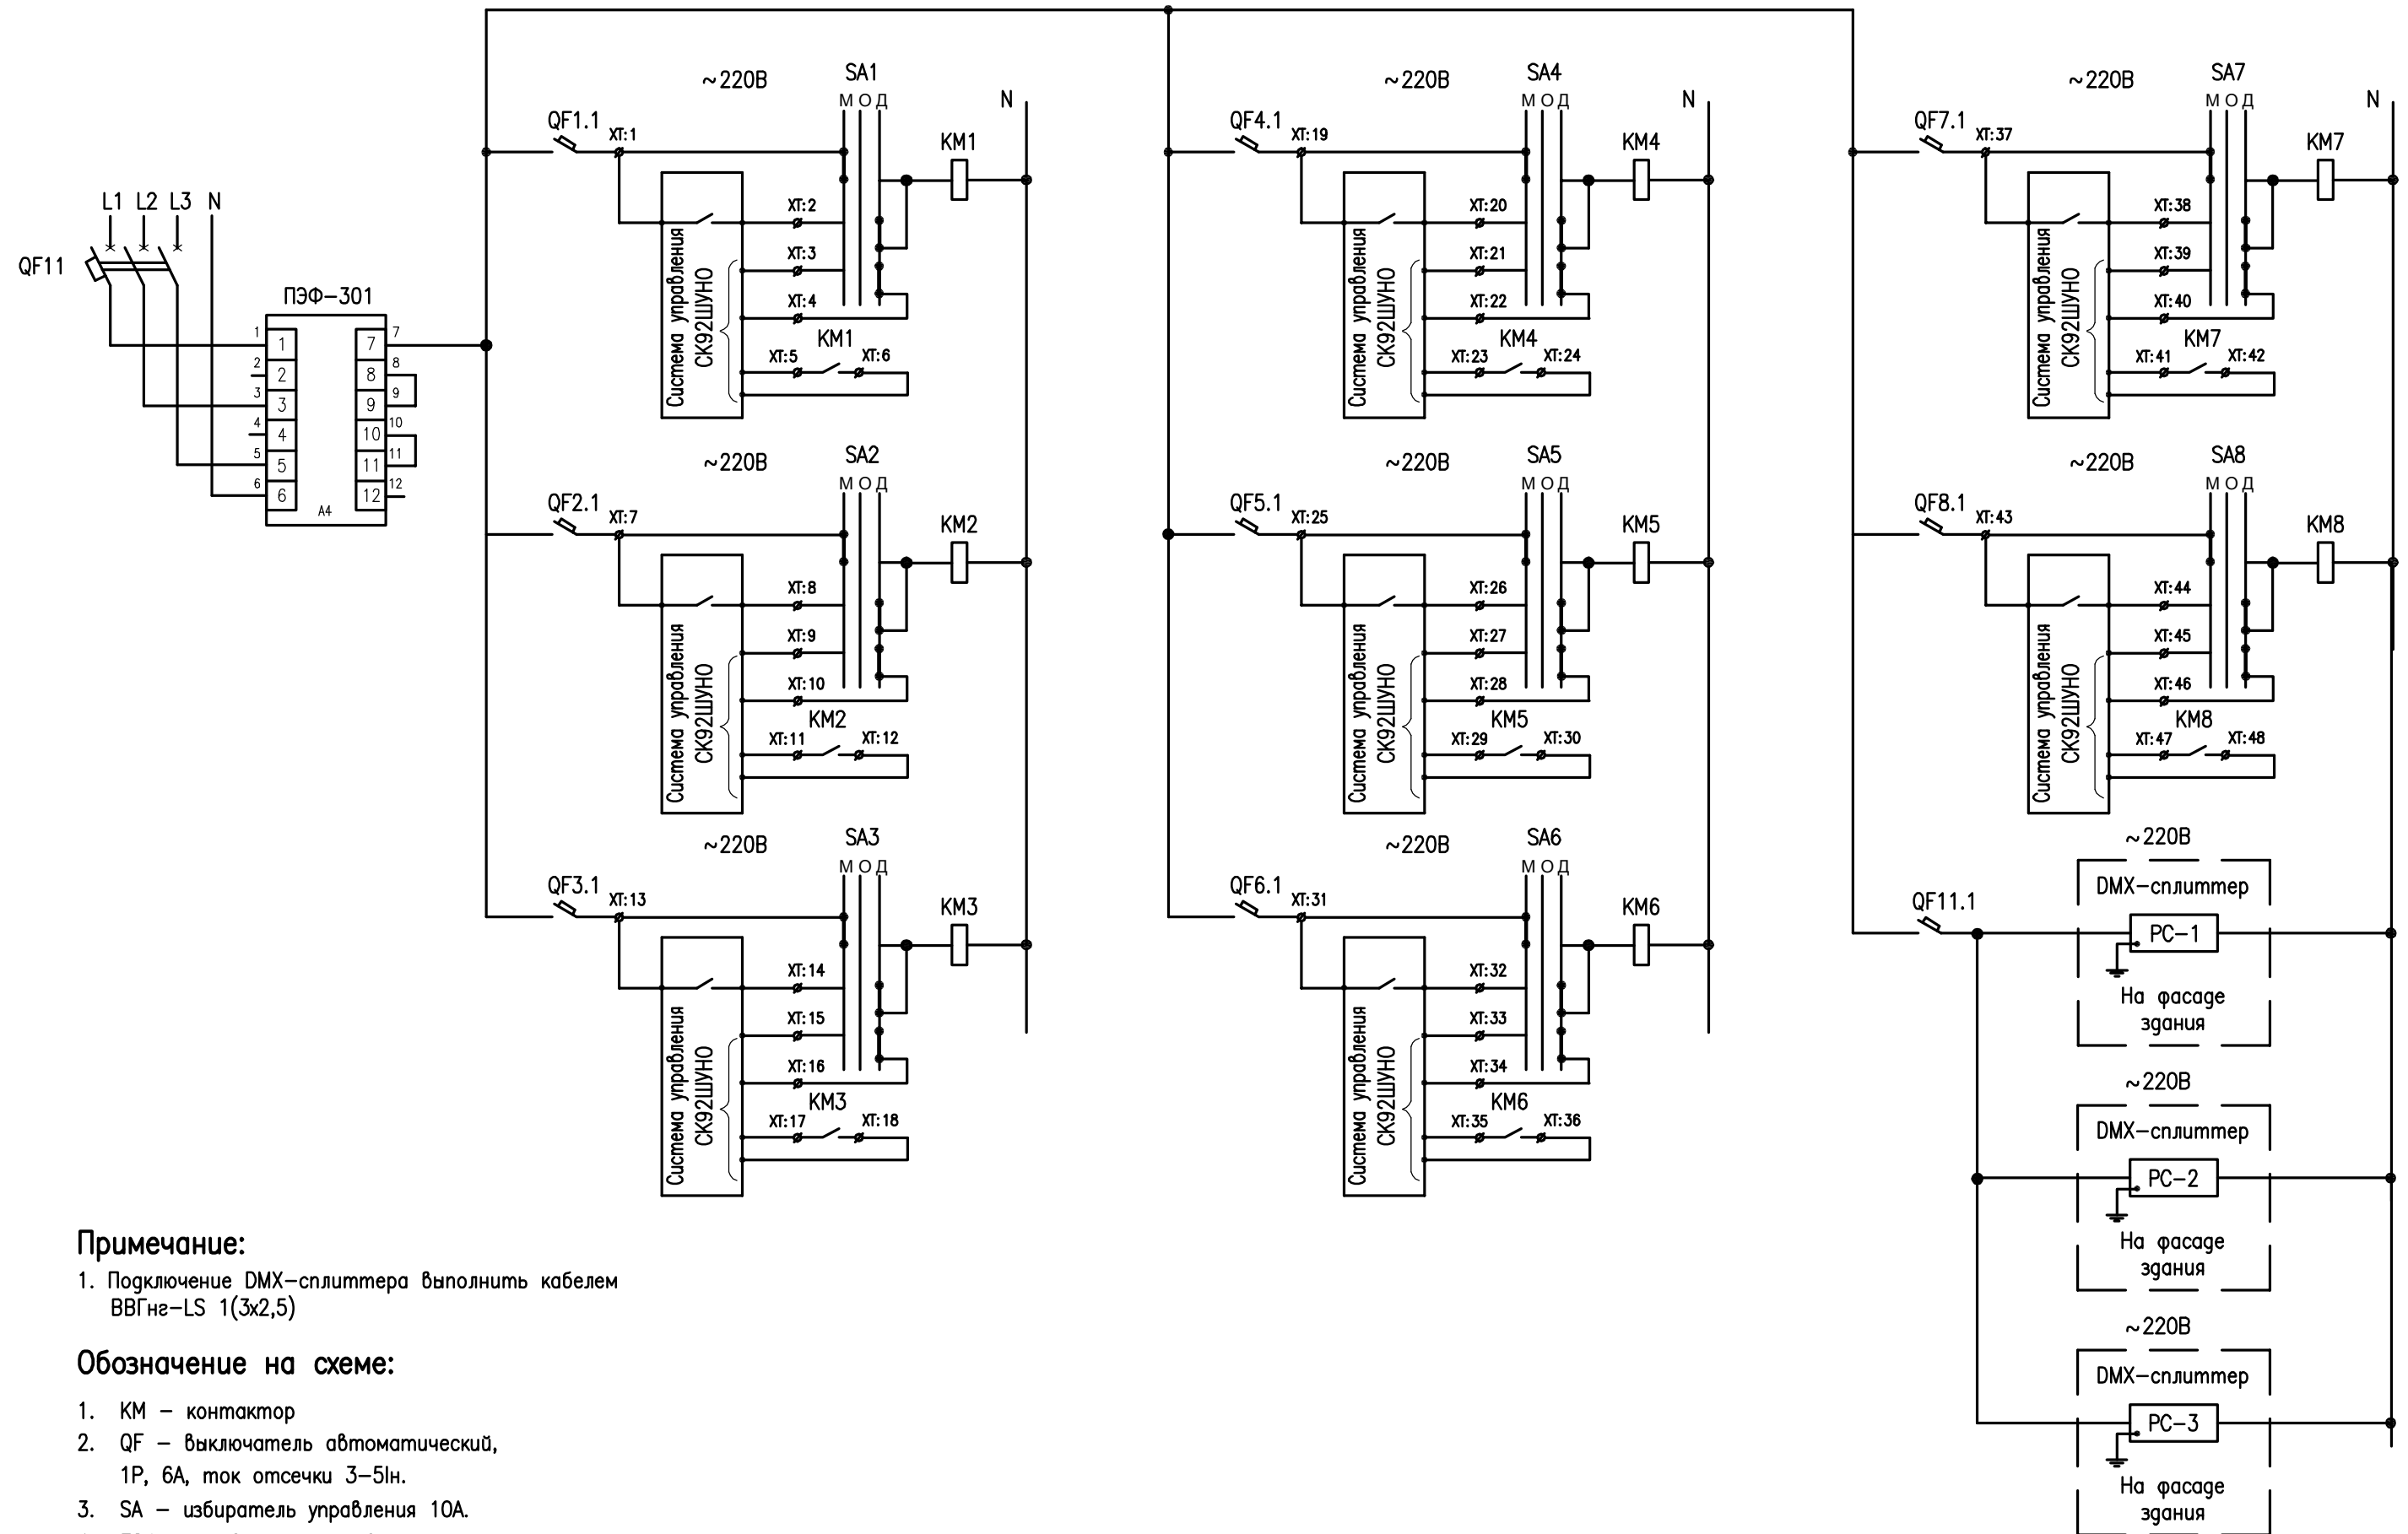 L1 L2 L3 N
QF11
ПЭФ-301
1 1 7 7
2 2 8 8
3 3 9 9
4 4 10 10
5 5 11 11
6 6 12 12
A4
~220В SA1
М О Д
N
QF1.1 XT:1 KM1
XT:2
XT:3
XT:4
KM1
XT:5 XT:6
Система управления
СК92ШУНО
~220В SA2
М О Д
QF2.1 XT:7 KM2
XT:8
XT:9
XT:10
KM2
XT:11 XT:12
Система управления
СК92ШУНО
~220В SA3
М О Д
QF3.1 XT:13 KM3
XT:14
XT:15
XT:16
KM3
XT:17 XT:18
Система управления
СК92ШУНО
~220В SA4
М О Д
N
QF4.1 XT:19 KM4
XT:20
XT:21
XT:22
KM4
XT:23 XT:24
Система управления
СК92ШУНО
~220В SA5
М О Д
QF5.1 XT:25 KM5
XT:26
XT:27
XT:28
KM5
XT:29 XT:30
Система управления
СК92ШУНО
~220В SA6
М О Д
QF6.1 XT:31 KM6
XT:32
XT:33
XT:34
KM6
XT:35 XT:36
Система управления
СК92ШУНО
~220В SA7
М О Д
N
QF7.1 XT:37 KM7
XT:38
XT:39
XT:40
KM7
XT:41 XT:42
Система управления
СК92ШУНО
~220В SA8
М О Д
QF8.1 XT:43 KM8
XT:44
XT:45
XT:46
KM8
XT:47 XT:48
Система управления
СК92ШУНО
~220В
DMX-сплиттер
QF11.1
РС-1
На фасаде
здания
~220В
DMX-сплиттер
РС-2
На фасаде
здания
~220В
DMX-сплиттер
РС-3
На фасаде
здания
Примечание:
1. Подключение DMX-сплиттера выполнить кабелем
ВВГнг-LS 1(3х2,5)
Обозначение на схеме:
1. КМ - контактор
2. QF - выключатель автоматический,
1Р, 6А, ток отсечки 3-5Iн.
3. SA - избиратель управления 10А.